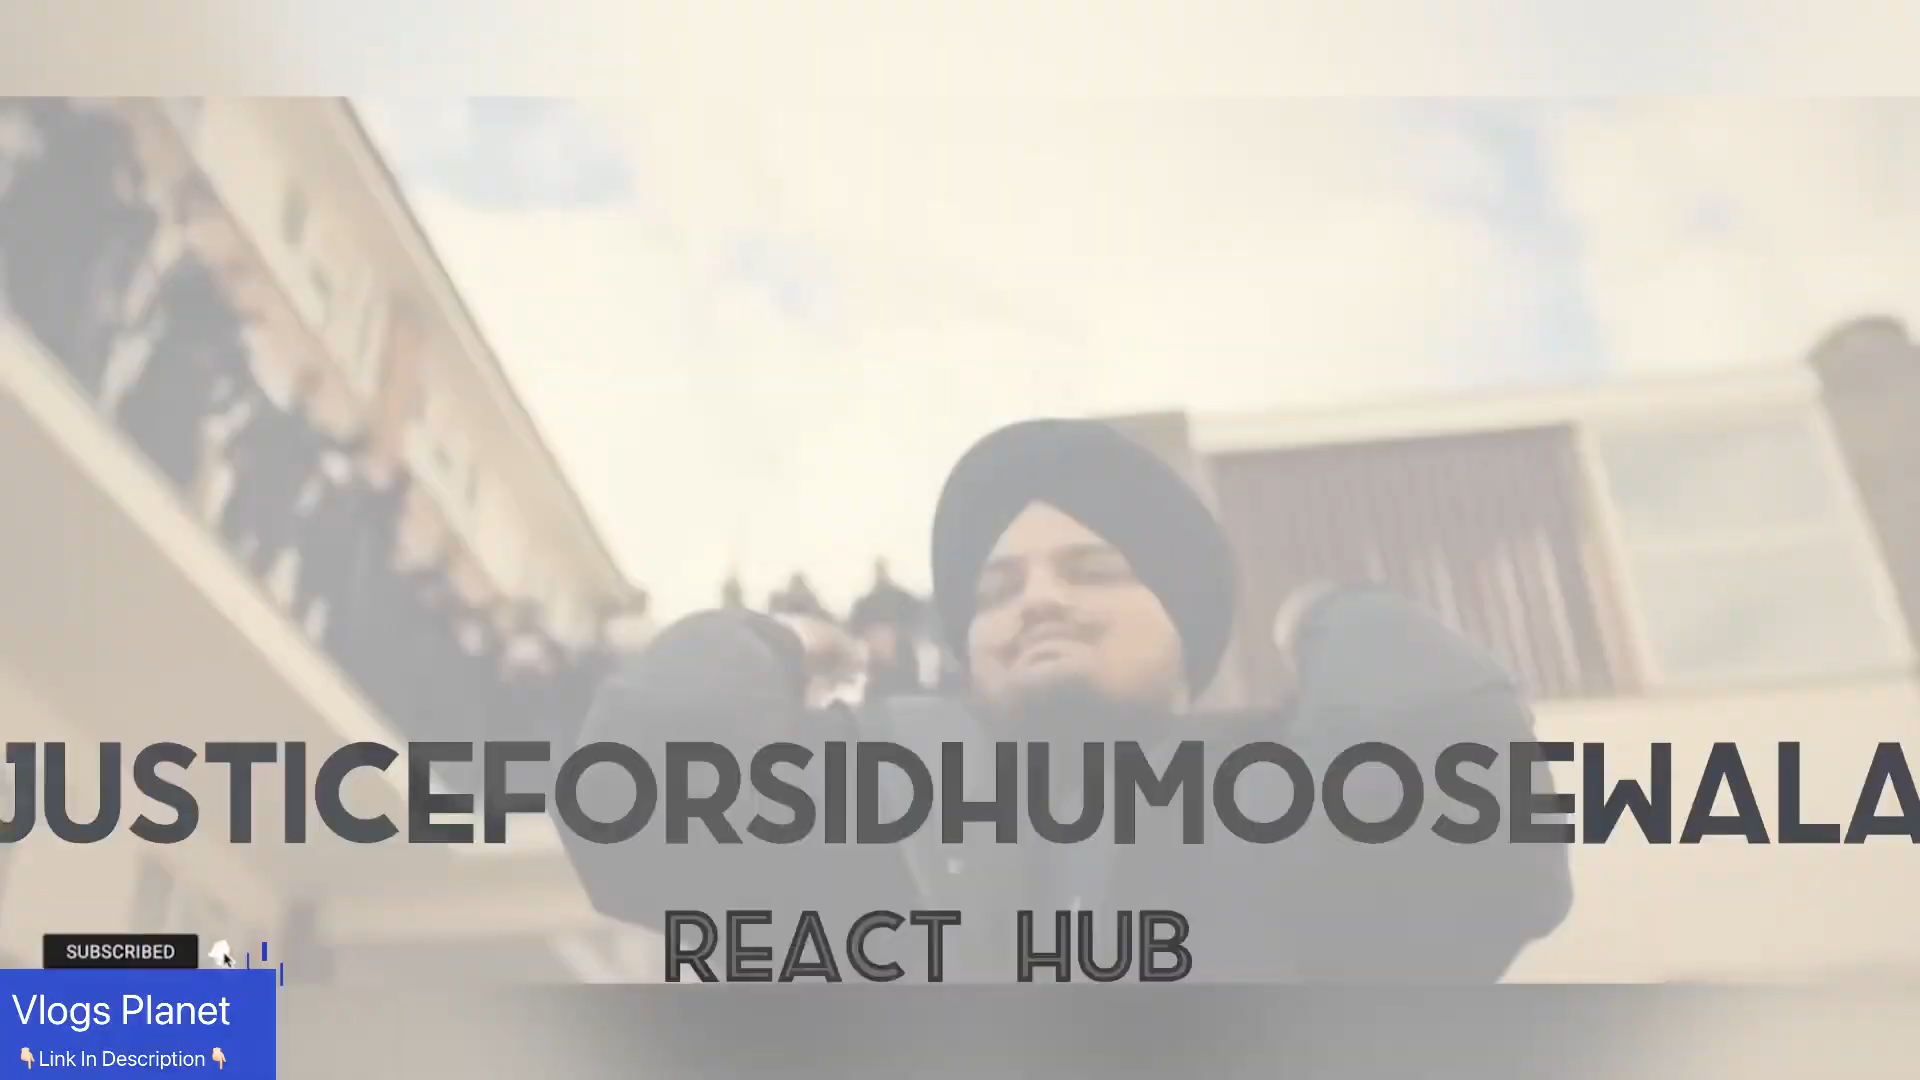 JUSTICEFORSIDHUMOOSEWALA
REACT HUB
SUBSCRIBED
Vlogs Planet
👇🏻Link In Description👇🏻